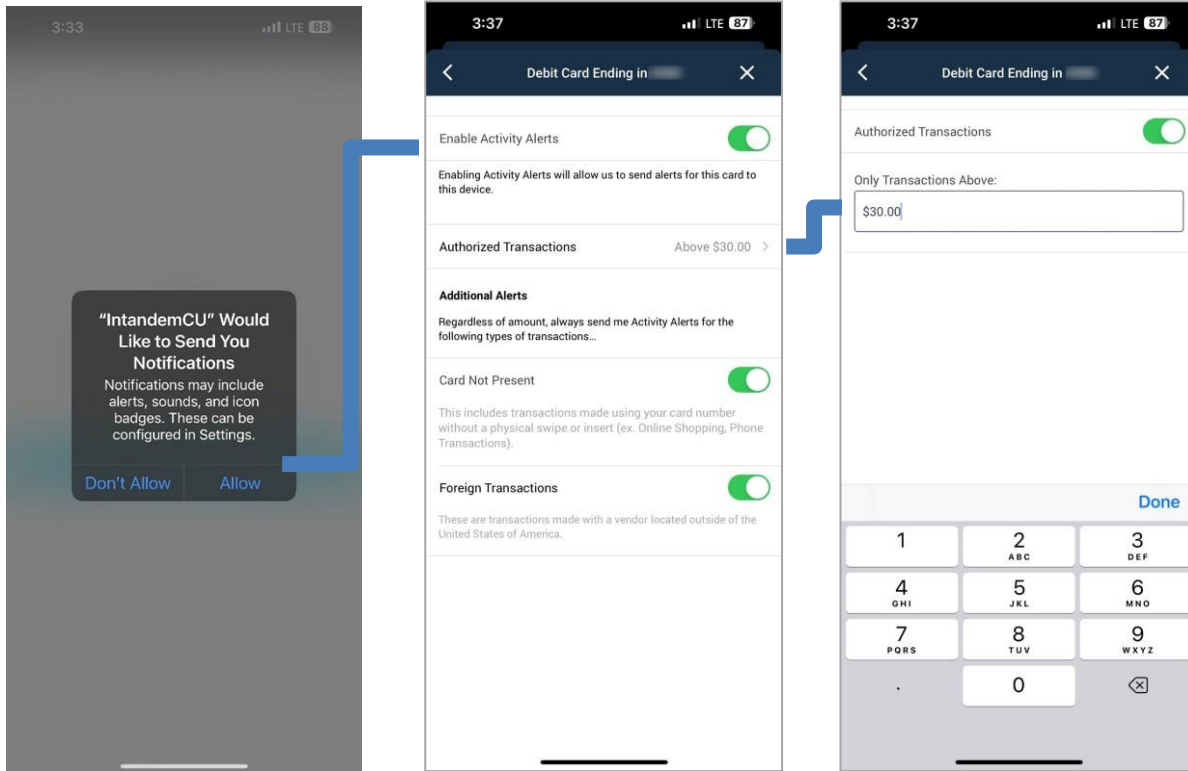 3:33
LTE 88
"IntandemCU" Would
Like to Send You
Notifications
Notifications may include
alerts, sounds, and icon
badges. These can be
configured in Settings.
Don't Allow
Allow
3:37
LTE 87
Debit Card Ending in
Enable Activity Alerts
Enabling Activity Alerts will allow us to send alerts for this card to
this device.
Authorized Transactions
Above $30.00
Additional Alerts
Regardless of amount, always send me Activity Alerts for the
following types of transactions...
Card Not Present
This includes transactions made using your card number
without a physical swipe or insert (ex. Online Shopping, Phone
Transactions).
Foreign Transactions
These are transactions made with a vendor located outside of the
United States of America.
3:37
LTE 87
Debit Card Ending in
Authorized Transactions
Only Transactions Above:
$30.00
Done
1
2
ABC
3
DEF
4
GHI
5
JKL
6
MNO
7
PQRS
8
TUV
9
WXYZ
.
0